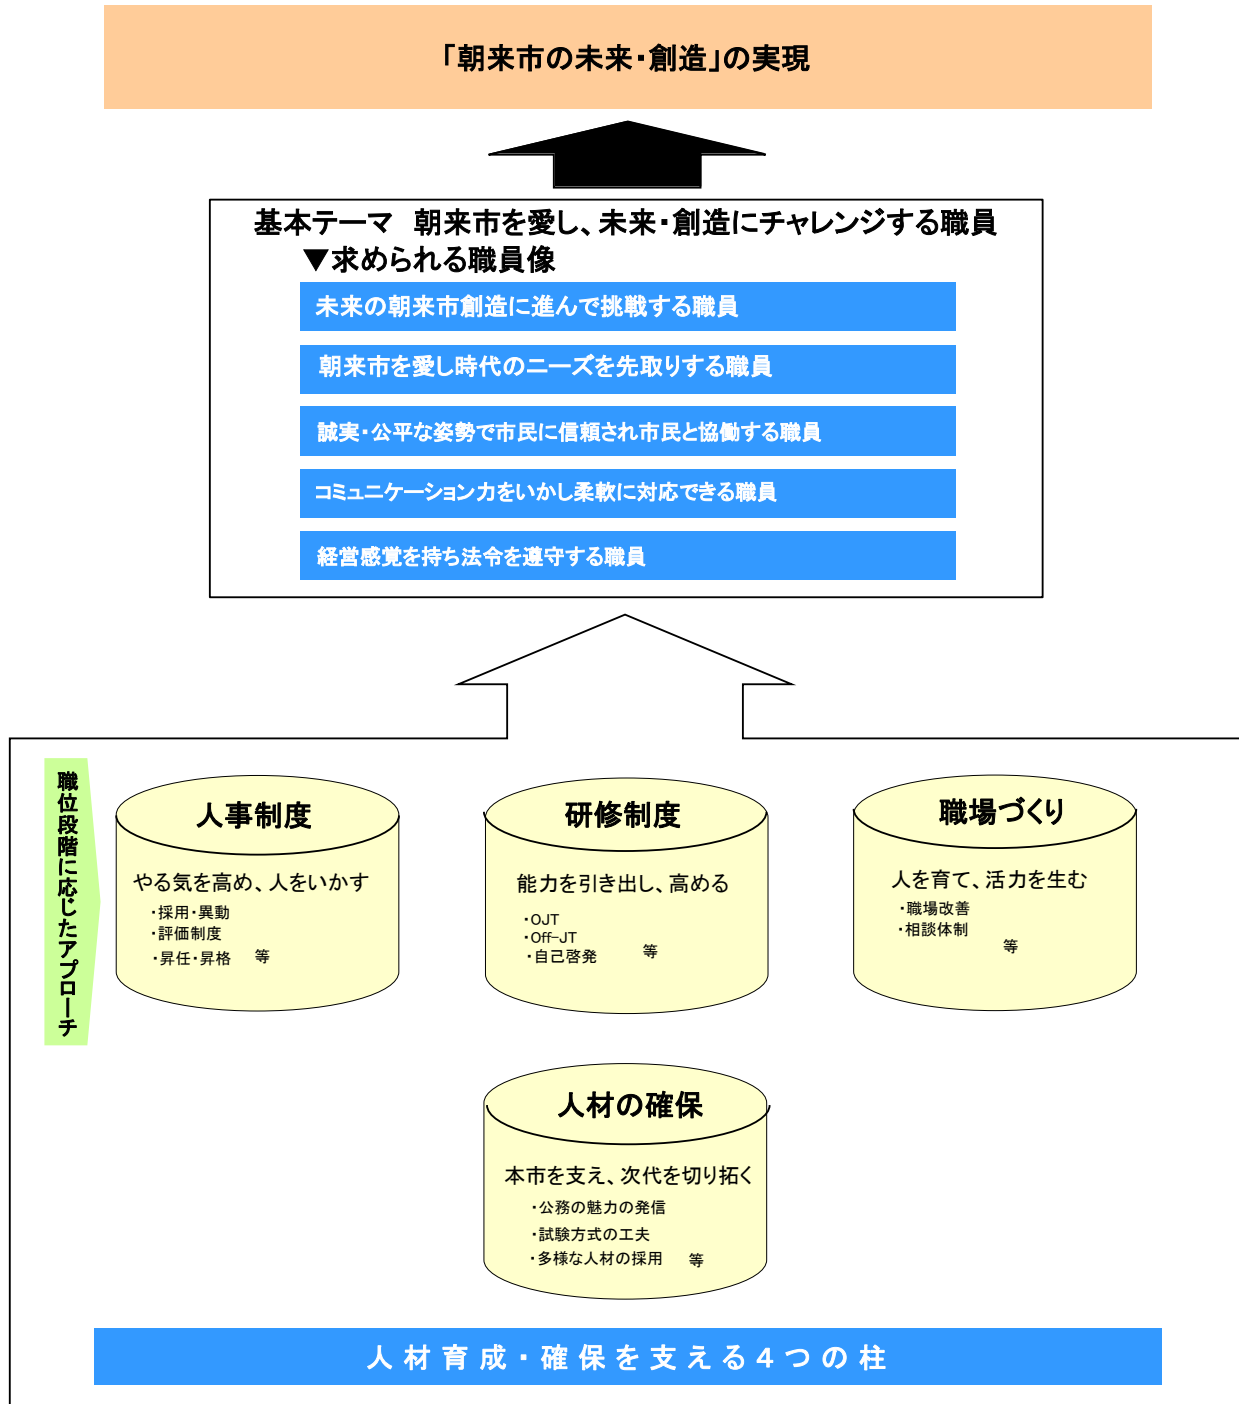 「朝来市の未来・創造」の実現
基本テーマ　朝来市を愛し、未来・創造にチャレンジする職員
▼求められる職員像
未来の朝来市創造に進んで挑戦する職員
朝来市を愛し時代のニーズを先取りする職員
誠実・公平な姿勢で市民に信頼され市民と協働する職員
コミュニケーション力をいかし柔軟に対応できる職員
経営感覚を持ち法令を遵守する職員
職位段階に応じたアプローチ
人事制度
やる気を高め、人をいかす
・採用・異動
・評価制度
・昇任・昇格　等
研修制度
能力を引き出し、高める
・OJT
・Off-JT
・自己啓発　等
職場づくり
人を育て、活力を生む
・職場改善
・相談体制
等
人材の確保
本市を支え、次代を切り拓く
・公務の魅力の発信
・試験方式の工夫
・多様な人材の採用　等
人材育成・確保を支える４つの柱